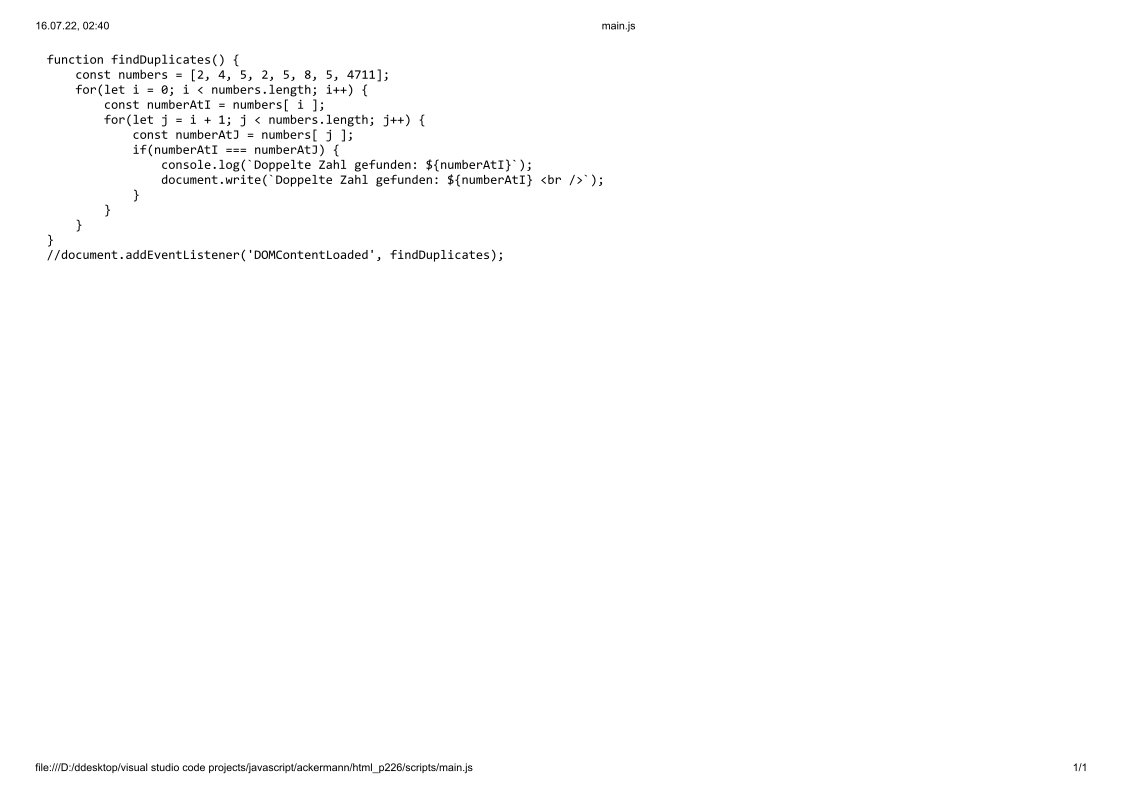 16.07.22, 02:40 main.js
function findDuplicates() {
    const numbers = [2, 4, 5, 2, 5, 8, 5, 4711];
    for(let i = 0; i < numbers.length; i++) {
        const numberAtI = numbers[ i ];
        for(let j = i + 1; j < numbers.length; j++) {
            const numberAtJ = numbers[ j ];
            if(numberAtI === numberAtJ) {
                console.log(`Doppelte Zahl gefunden: ${numberAtI}`);
                document.write(`Doppelte Zahl gefunden: ${numberAtI} <br />`);
            }
        }
    }
}
//document.addEventListener('DOMContentLoaded', findDuplicates);
file:///D:/ddesktop/visual studio code projects/javascript/ackermann/html_p226/scripts/main.js 1/1